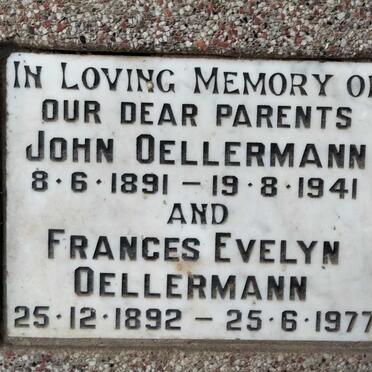 IN LOVING MEMORY OF
OUR DEAR PARENTS
JOHN OELLERMANN
8·6·1891 – 19·8·1941
AND
FRANCES EVELYN
OELLERMANN
25·12·1892 – 25·6·1977